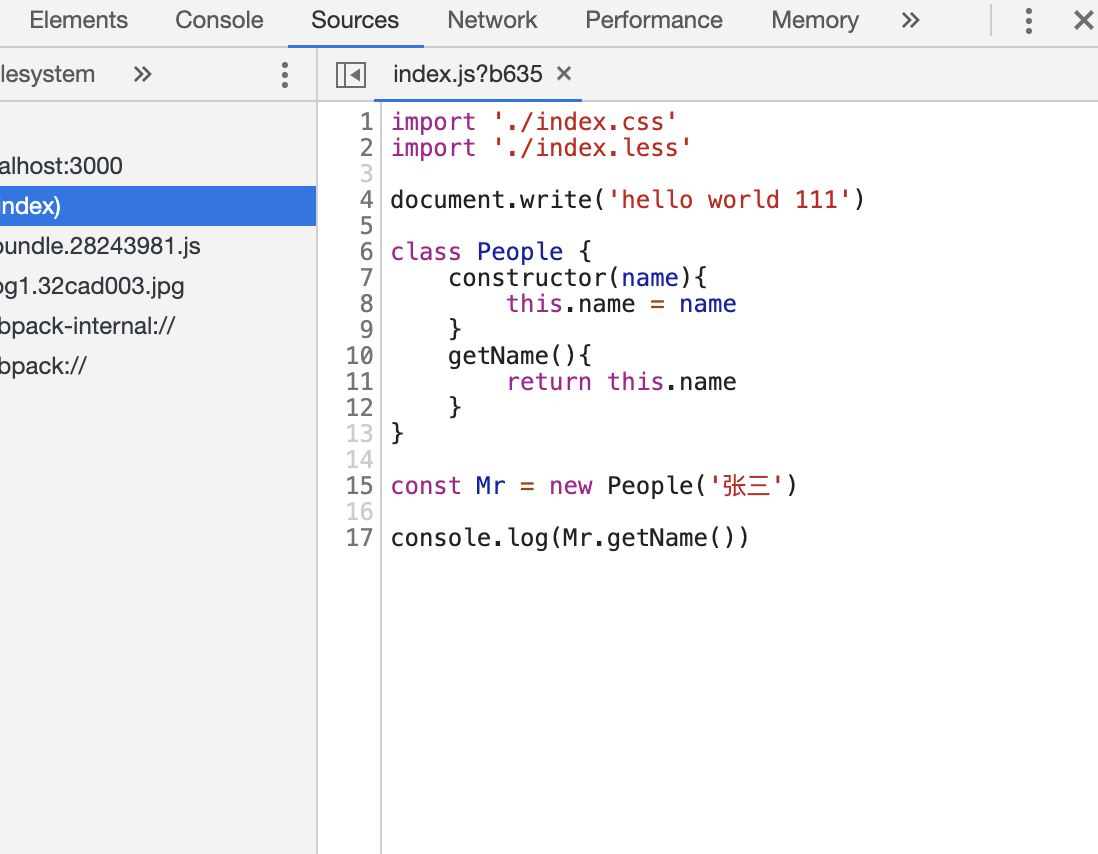 Elements Console Sources Network Performance Memory »
lesystem » index.js?b635 ×
alhost:3000
index)
bundle.28243981.js
og1.32cad003.jpg
bpack-internal://
bpack://
1 import './index.css'
2 import './index.less'
3
4 document.write('hello world 111')
5
6 class People {
7     constructor(name){
8         this.name = name
9     }
10     getName(){
11         return this.name
12     }
13 }
14
15 const Mr = new People('张三')
16
17 console.log(Mr.getName())